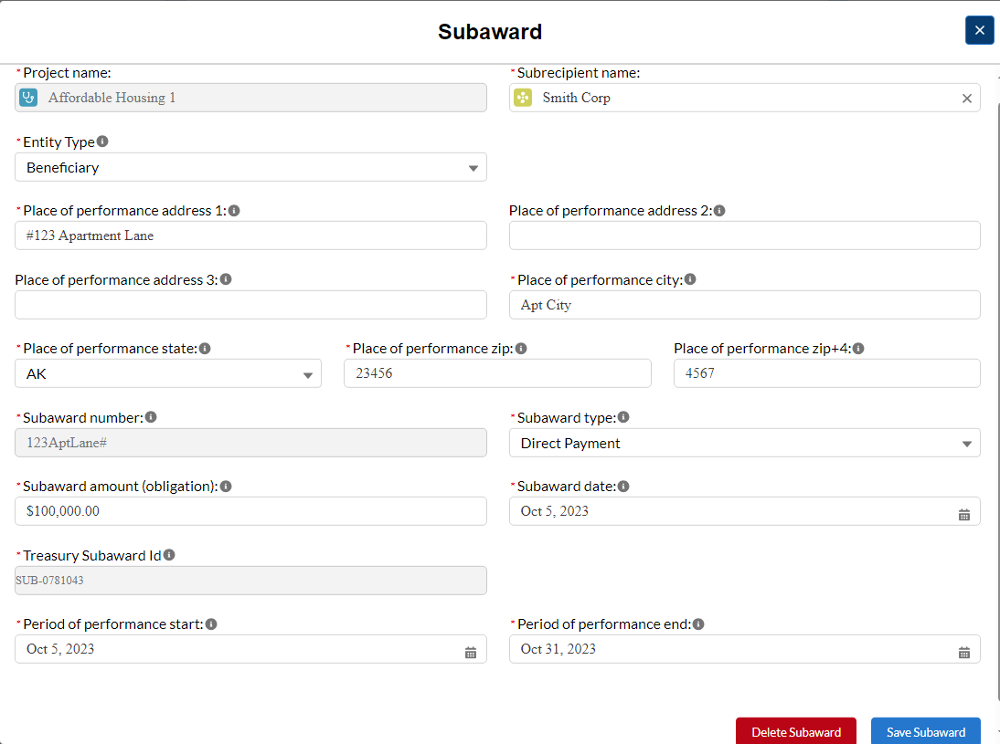 Subaward
* Project name:
* Subrecipient name:
Affordable Housing 1
Smith Corp
* Entity Type
Beneficiary
* Place of performance address 1:
Place of performance address 2:
#123 Apartment Lane
Place of performance address 3:
* Place of performance city:
Apt City
* Place of performance state:
* Place of performance zip:
Place of performance zip+4:
AK
23456
4567
* Subaward number:
* Subaward type:
123AptLane#
Direct Payment
* Subaward amount (obligation):
* Subaward date:
$100,000.00
Oct 5, 2023
* Treasury Subaward Id
SUB-0781043
* Period of performance start:
* Period of performance end:
Oct 5, 2023
Oct 31, 2023
Delete Subaward
Save Subaward